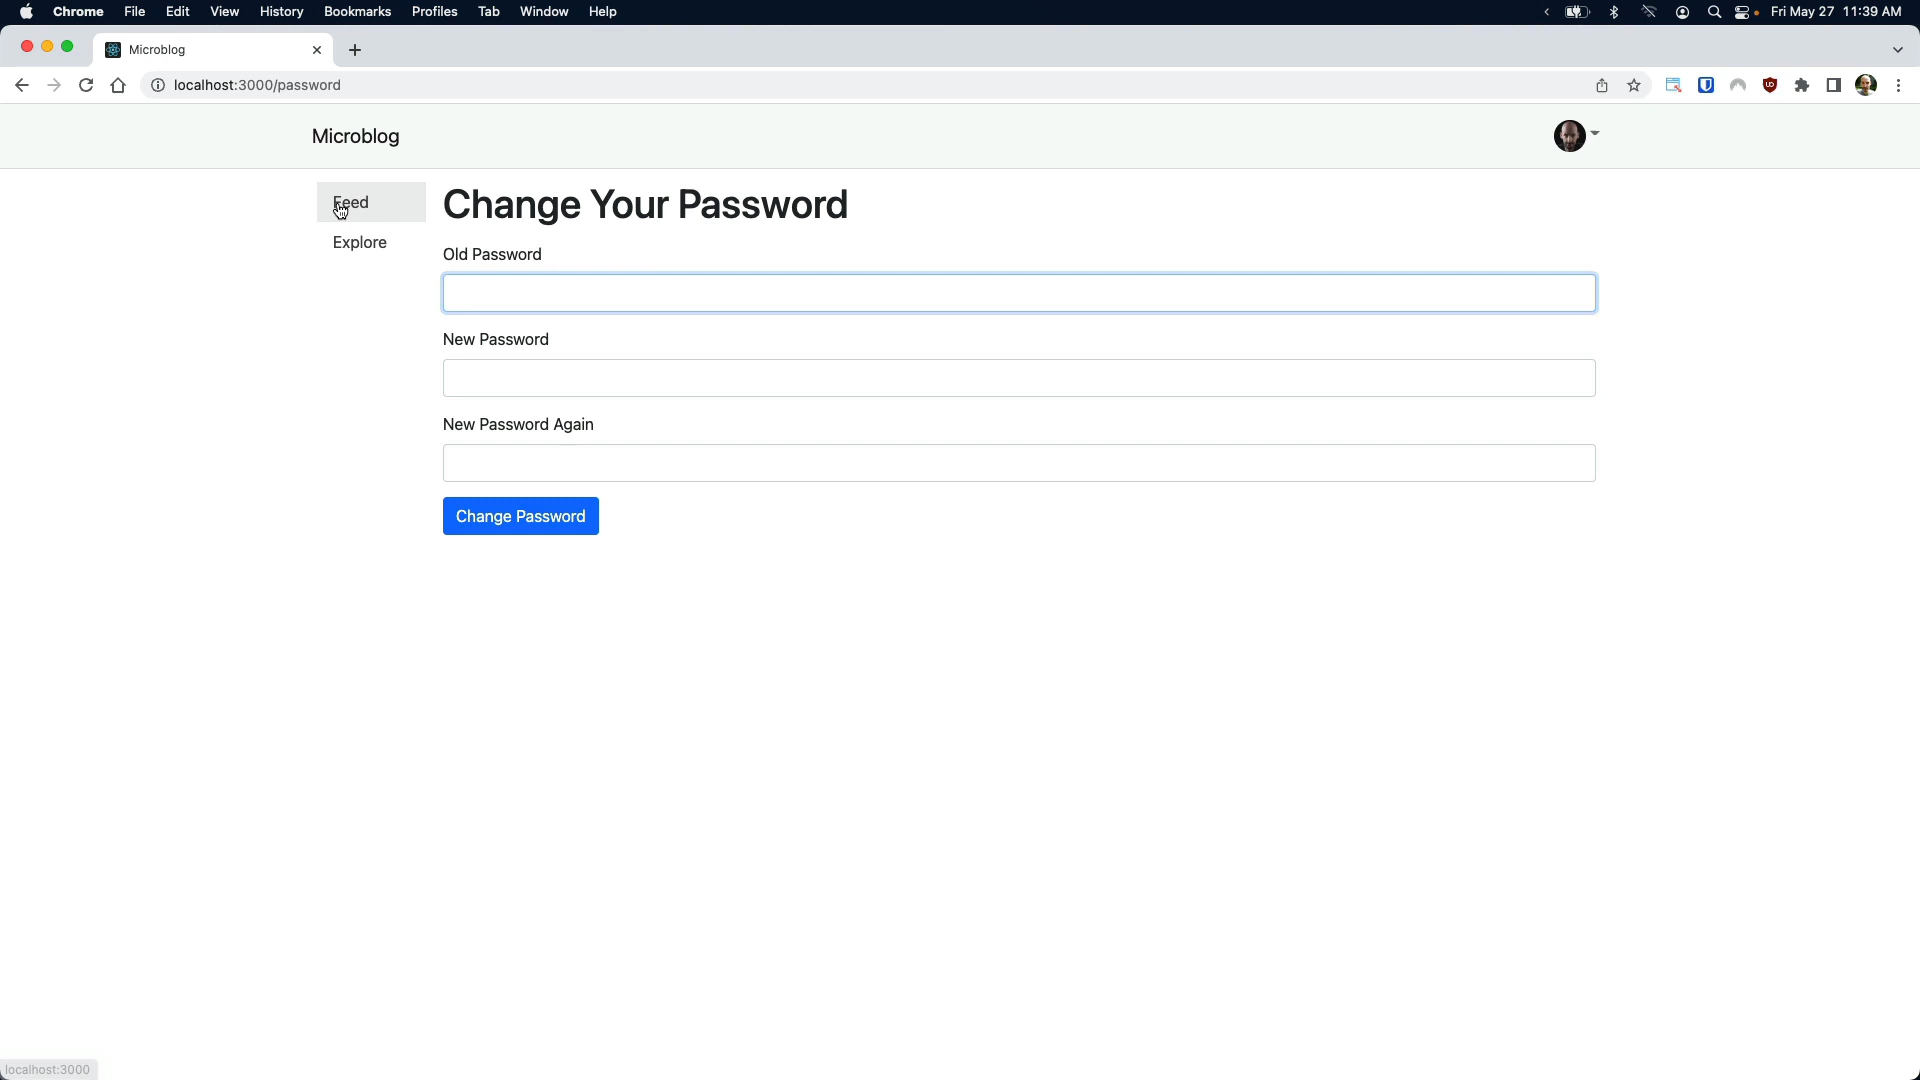 Chrome File Edit View History Bookmarks Profiles Tab Window Help Fri May 27 11:39 AM
Microblog
localhost:3000/password
Microblog
Feed
Explore
Change Your Password
Old Password
New Password
New Password Again
Change Password
localhost:3000